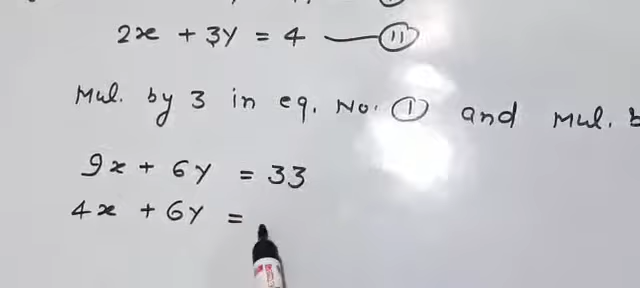 2x + 3y = 4 — (11)
Mul. by 3 in eq. No. (1) and Mul. b
9x + 6y = 33
4x + 6y =